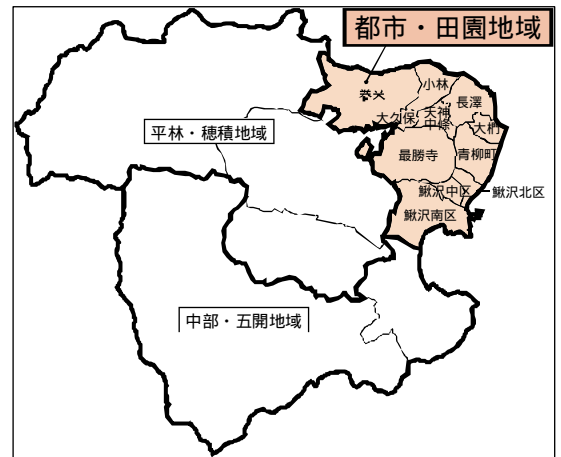 都市・田園地域
小林
長澤
天神
中條
大久保
大椚
平林・穂積地域
最勝寺
青柳町
鰍沢中区
鰍沢北区
鰍沢南区
中部・五開地域